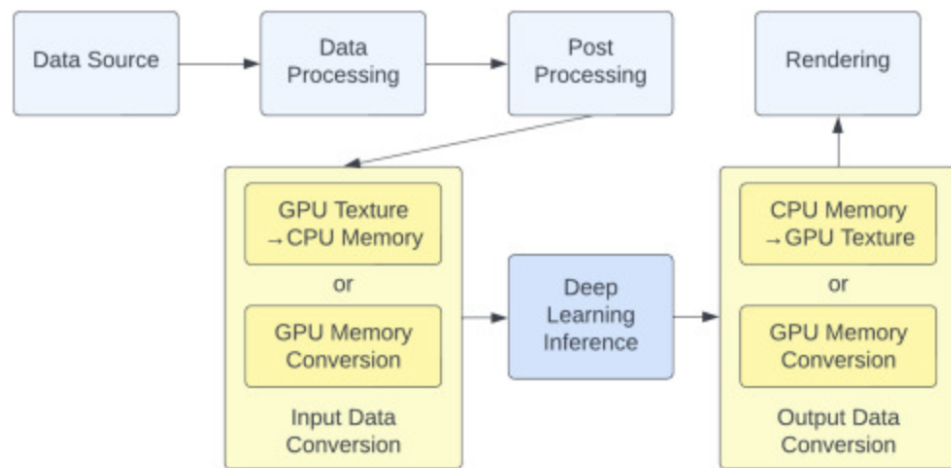 Data Source
Data
Processing
Post
Processing
Rendering
GPU Texture
→CPU Memory
or
GPU Memory
Conversion
Input Data
Conversion
Deep
Learning
Inference
CPU Memory
→GPU Texture
or
GPU Memory
Conversion
Output Data
Conversion